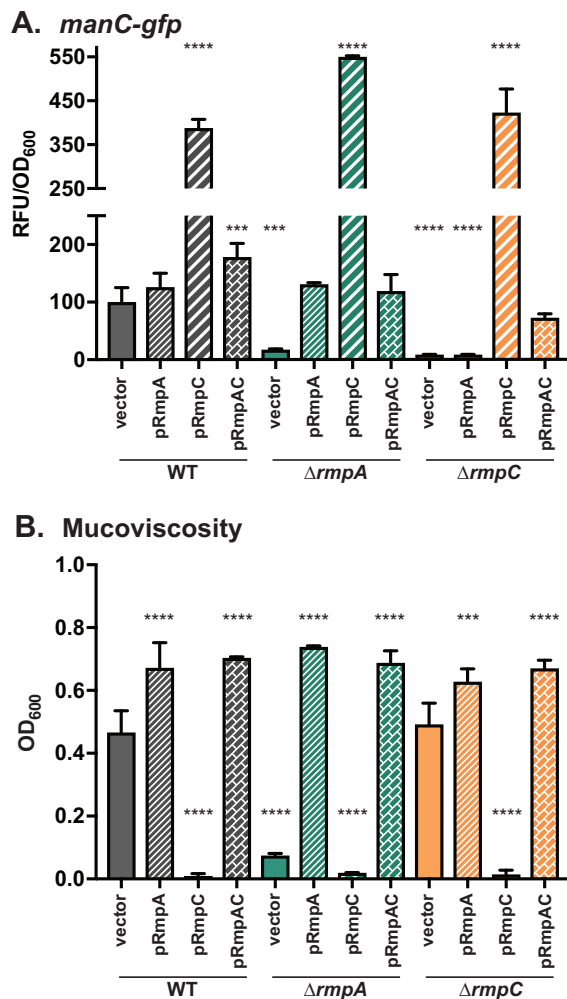 A. manC-gfp
RFU/OD600
550
450
350
250
200
100
0
**** **** ****
*** *** **** ****
vector pRmpA pRmpC pRmpAC vector pRmpA pRmpC pRmpAC vector pRmpA pRmpC pRmpAC
WT ΔrmpA ΔrmpC
B. Mucoviscosity
OD600
1.0
0.8
0.6
0.4
0.2
0.0
**** **** **** **** *** ****
**** **** **** ****
vector pRmpA pRmpC pRmpAC vector pRmpA pRmpC pRmpAC vector pRmpA pRmpC pRmpAC
WT ΔrmpA ΔrmpC